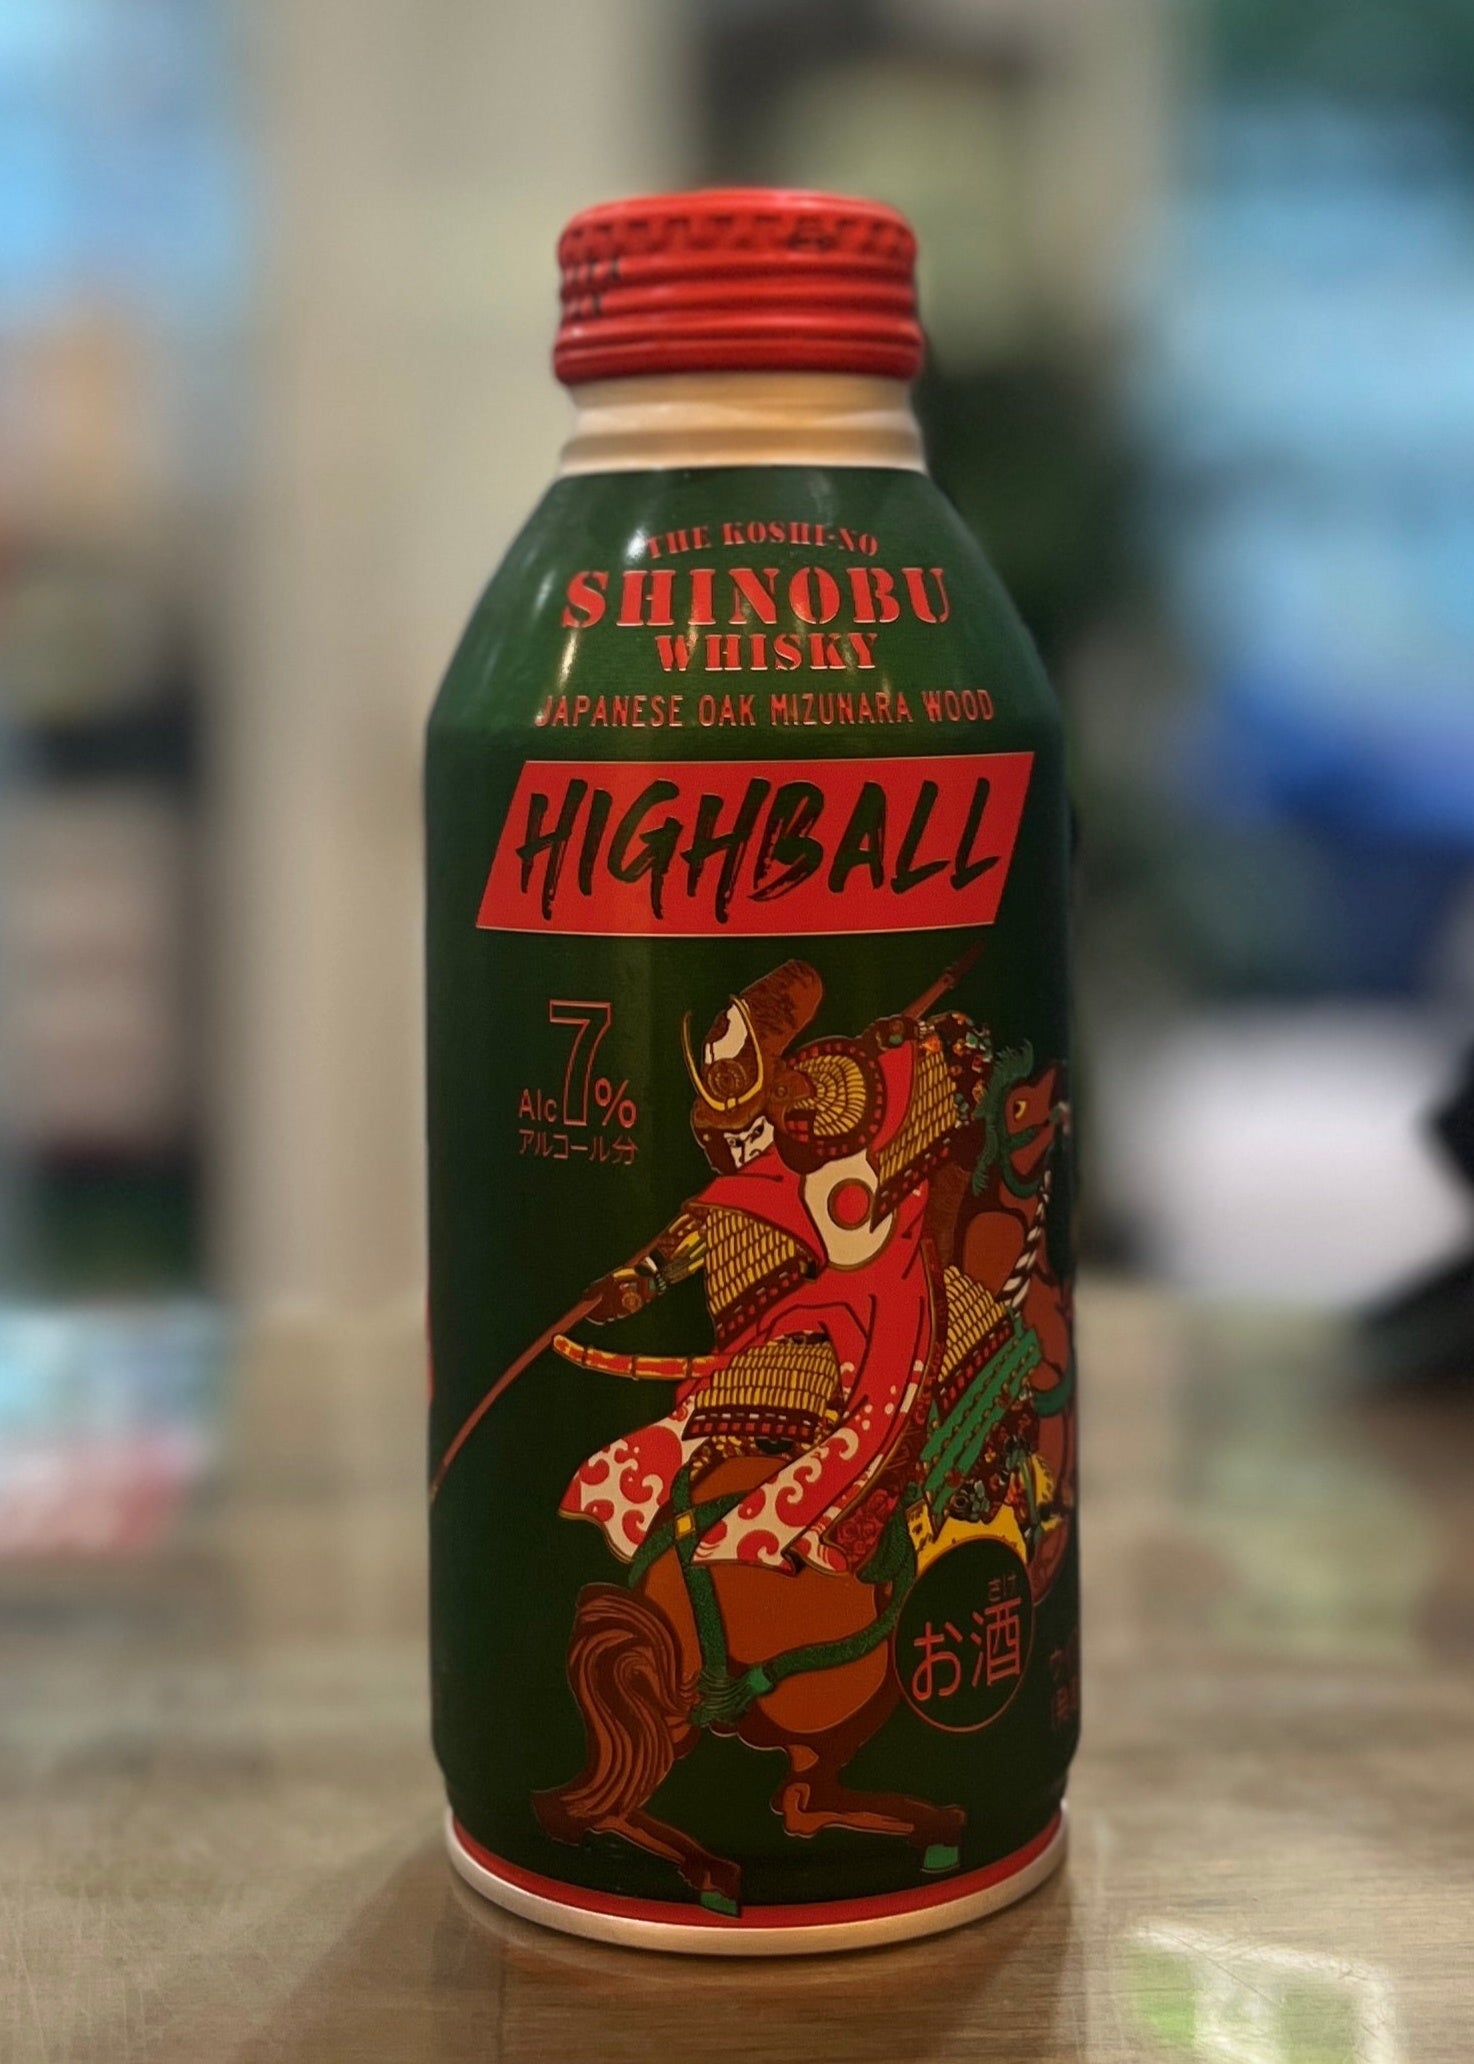 THE KOSHI-NO
SHINOBU
WHISKY
JAPANESE OAK MIZUNARA WOOD
HIGHBALL
Alc 7%
アルコール分
さけ
お酒